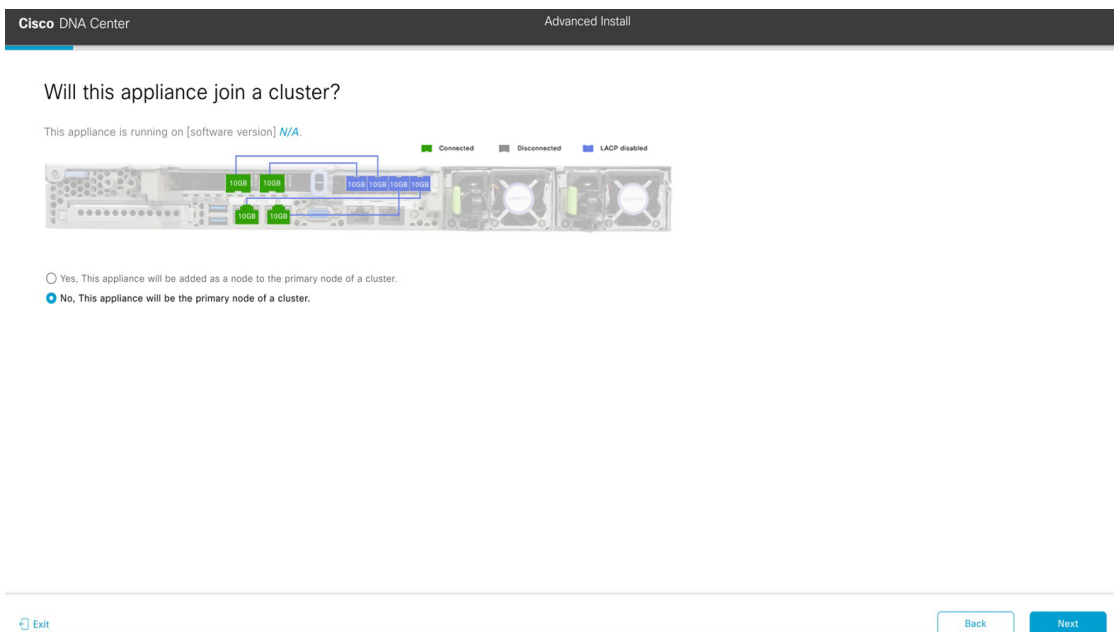 Cisco DNA Center
Advanced Install
Will this appliance join a cluster?
This appliance is running on [software version] N/A.
Connected Disconnected LACP disabled
10GB 10GB 10GB 10GB 10GB 10GB
10GB 10GB
Yes, This appliance will be added as a node to the primary node of a cluster.
No, This appliance will be the primary node of a cluster.
Exit
Back
Next